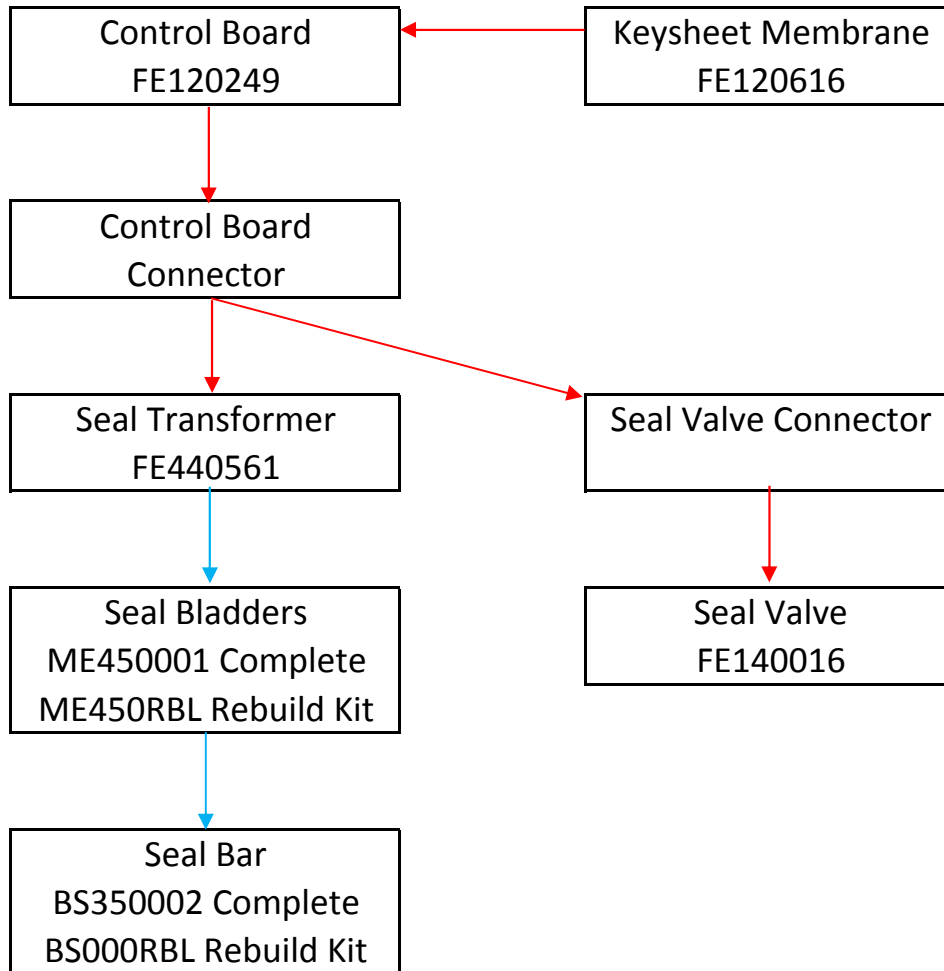 Control Board
FE120249
Keysheet Membrane
FE120616
Control Board
Connector
Seal Transformer
FE440561
Seal Valve Connector
Seal Bladders
ME450001 Complete
ME450RBL Rebuild Kit
Seal Valve
FE140016
Seal Bar
BS350002 Complete
BS000RBL Rebuild Kit